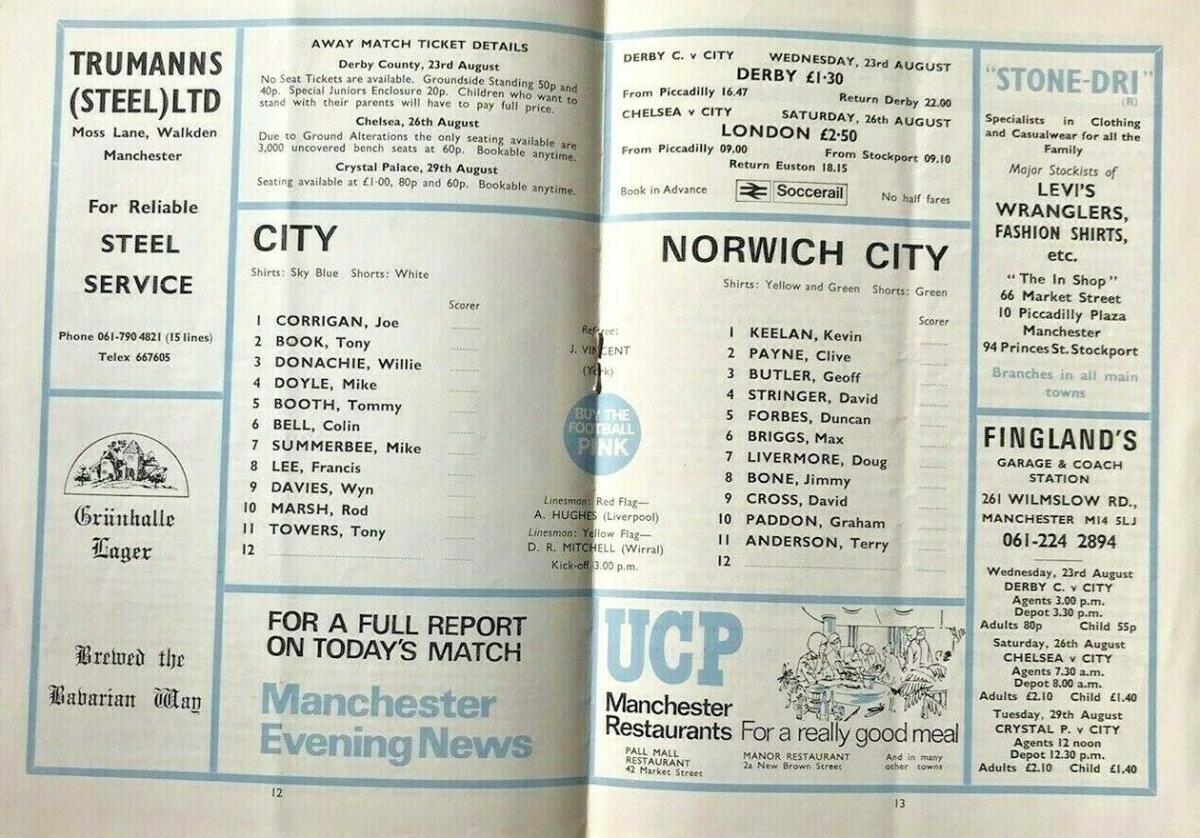 TRUMANNS
(STEEL) LTD
Moss Lane, Walkden
Manchester
For Reliable
STEEL
SERVICE
Phone 061-790 4821 (15 lines)
Telex 667605
Grünhalle
Lager
Brewed the
Bavarian Way
AWAY MATCH TICKET DETAILS
Derby County, 23rd August
No Seat Tickets are available. Groundside Standing 50p and
40p. Special Juniors Enclosure 20p. Children who want to
stand with their parents will have to pay full price.
Chelsea, 26th August
Due to Ground Alterations the only seating available are
3,000 uncovered bench seats at 60p. Bookable anytime.
Crystal Palace, 29th August
Seating available at £1·00, 80p and 60p. Bookable anytime.
CITY
Shirts: Sky Blue Shorts: White
Scorer
1 CORRIGAN, Joe
2 BOOK, Tony
3 DONACHIE, Willie
4 DOYLE, Mike
5 BOOTH, Tommy
6 BELL, Colin
7 SUMMERBEE, Mike
8 LEE, Francis
9 DAVIES, Wyn
10 MARSH, Rod
11 TOWERS, Tony
12
Referee:
J. VINCENT
(York)
BUY THE
FOOTBALL
PINK
Linesman: Red Flag—
A. HUGHES (Liverpool)
Linesman: Yellow Flag—
D. R. MITCHELL (Wirral)
Kick-off 3.00 p.m.
FOR A FULL REPORT
ON TODAY'S MATCH
Manchester
Evening News
12
DERBY C. v CITY WEDNESDAY, 23rd AUGUST
DERBY £1·30
From Piccadilly 16.47 Return Derby 22.00
CHELSEA v CITY SATURDAY, 26th AUGUST
LONDON £2·50
From Piccadilly 09.00 From Stockport 09.10
Return Euston 18.15
Book in Advance Soccerail No half fares
NORWICH CITY
Shirts: Yellow and Green Shorts: Green
Scorer
1 KEELAN, Kevin
2 PAYNE, Clive
3 BUTLER, Geoff
4 STRINGER, David
5 FORBES, Duncan
6 BRIGGS, Max
7 LIVERMORE, Doug
8 BONE, Jimmy
9 CROSS, David
10 PADDON, Graham
11 ANDERSON, Terry
12
UCP
Manchester
Restaurants For a really good meal
PALL MALL
RESTAURANT
42 Market Street
MANOR RESTAURANT
2a New Brown Street
And in many
other towns
"STONE-DRI"
(R)
Specialists in Clothing
and Casualwear for all the
Family
Major Stockists of
LEVI'S
WRANGLERS,
FASHION SHIRTS,
etc.
"The In Shop"
66 Market Street
10 Piccadilly Plaza
Manchester
94 Princes St. Stockport
Branches in all main
towns
FINGLAND'S
GARAGE & COACH
STATION
261 WILMSLOW RD.,
MANCHESTER M14 5LJ
061-224 2894
Wednesday, 23rd August
DERBY C. v CITY
Agents 3.00 p.m.
Depot 3.30 p.m.
Adults 80p Child 55p
Saturday, 26th August
CHELSEA v CITY
Agents 7.30 a.m.
Depot 8.00 a.m.
Adults £2.10 Child £1.40
Tuesday, 29th August
CRYSTAL P. v CITY
Agents 12 noon
Depot 12.30 p.m.
Adults £2.10 Child £1.40
13